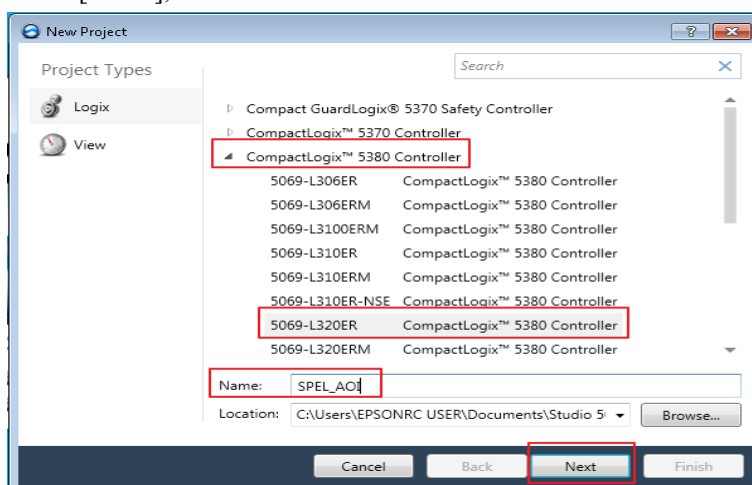 New Project
Project Types
Search
Logix
View
Compact GuardLogix® 5370 Safety Controller
CompactLogix™ 5370 Controller
CompactLogix™ 5380 Controller
5069-L306ER CompactLogix™ 5380 Controller
5069-L306ERM CompactLogix™ 5380 Controller
5069-L3100ERM CompactLogix™ 5380 Controller
5069-L310ER CompactLogix™ 5380 Controller
5069-L310ERM CompactLogix™ 5380 Controller
5069-L310ER-NSE CompactLogix™ 5380 Controller
5069-L320ER CompactLogix™ 5380 Controller
5069-L320ERM CompactLogix™ 5380 Controller
Name: SPEL_AOI
Location: C:\Users\EPSONRC USER\Documents\Studio 5 Browse...
Cancel Back Next Finish